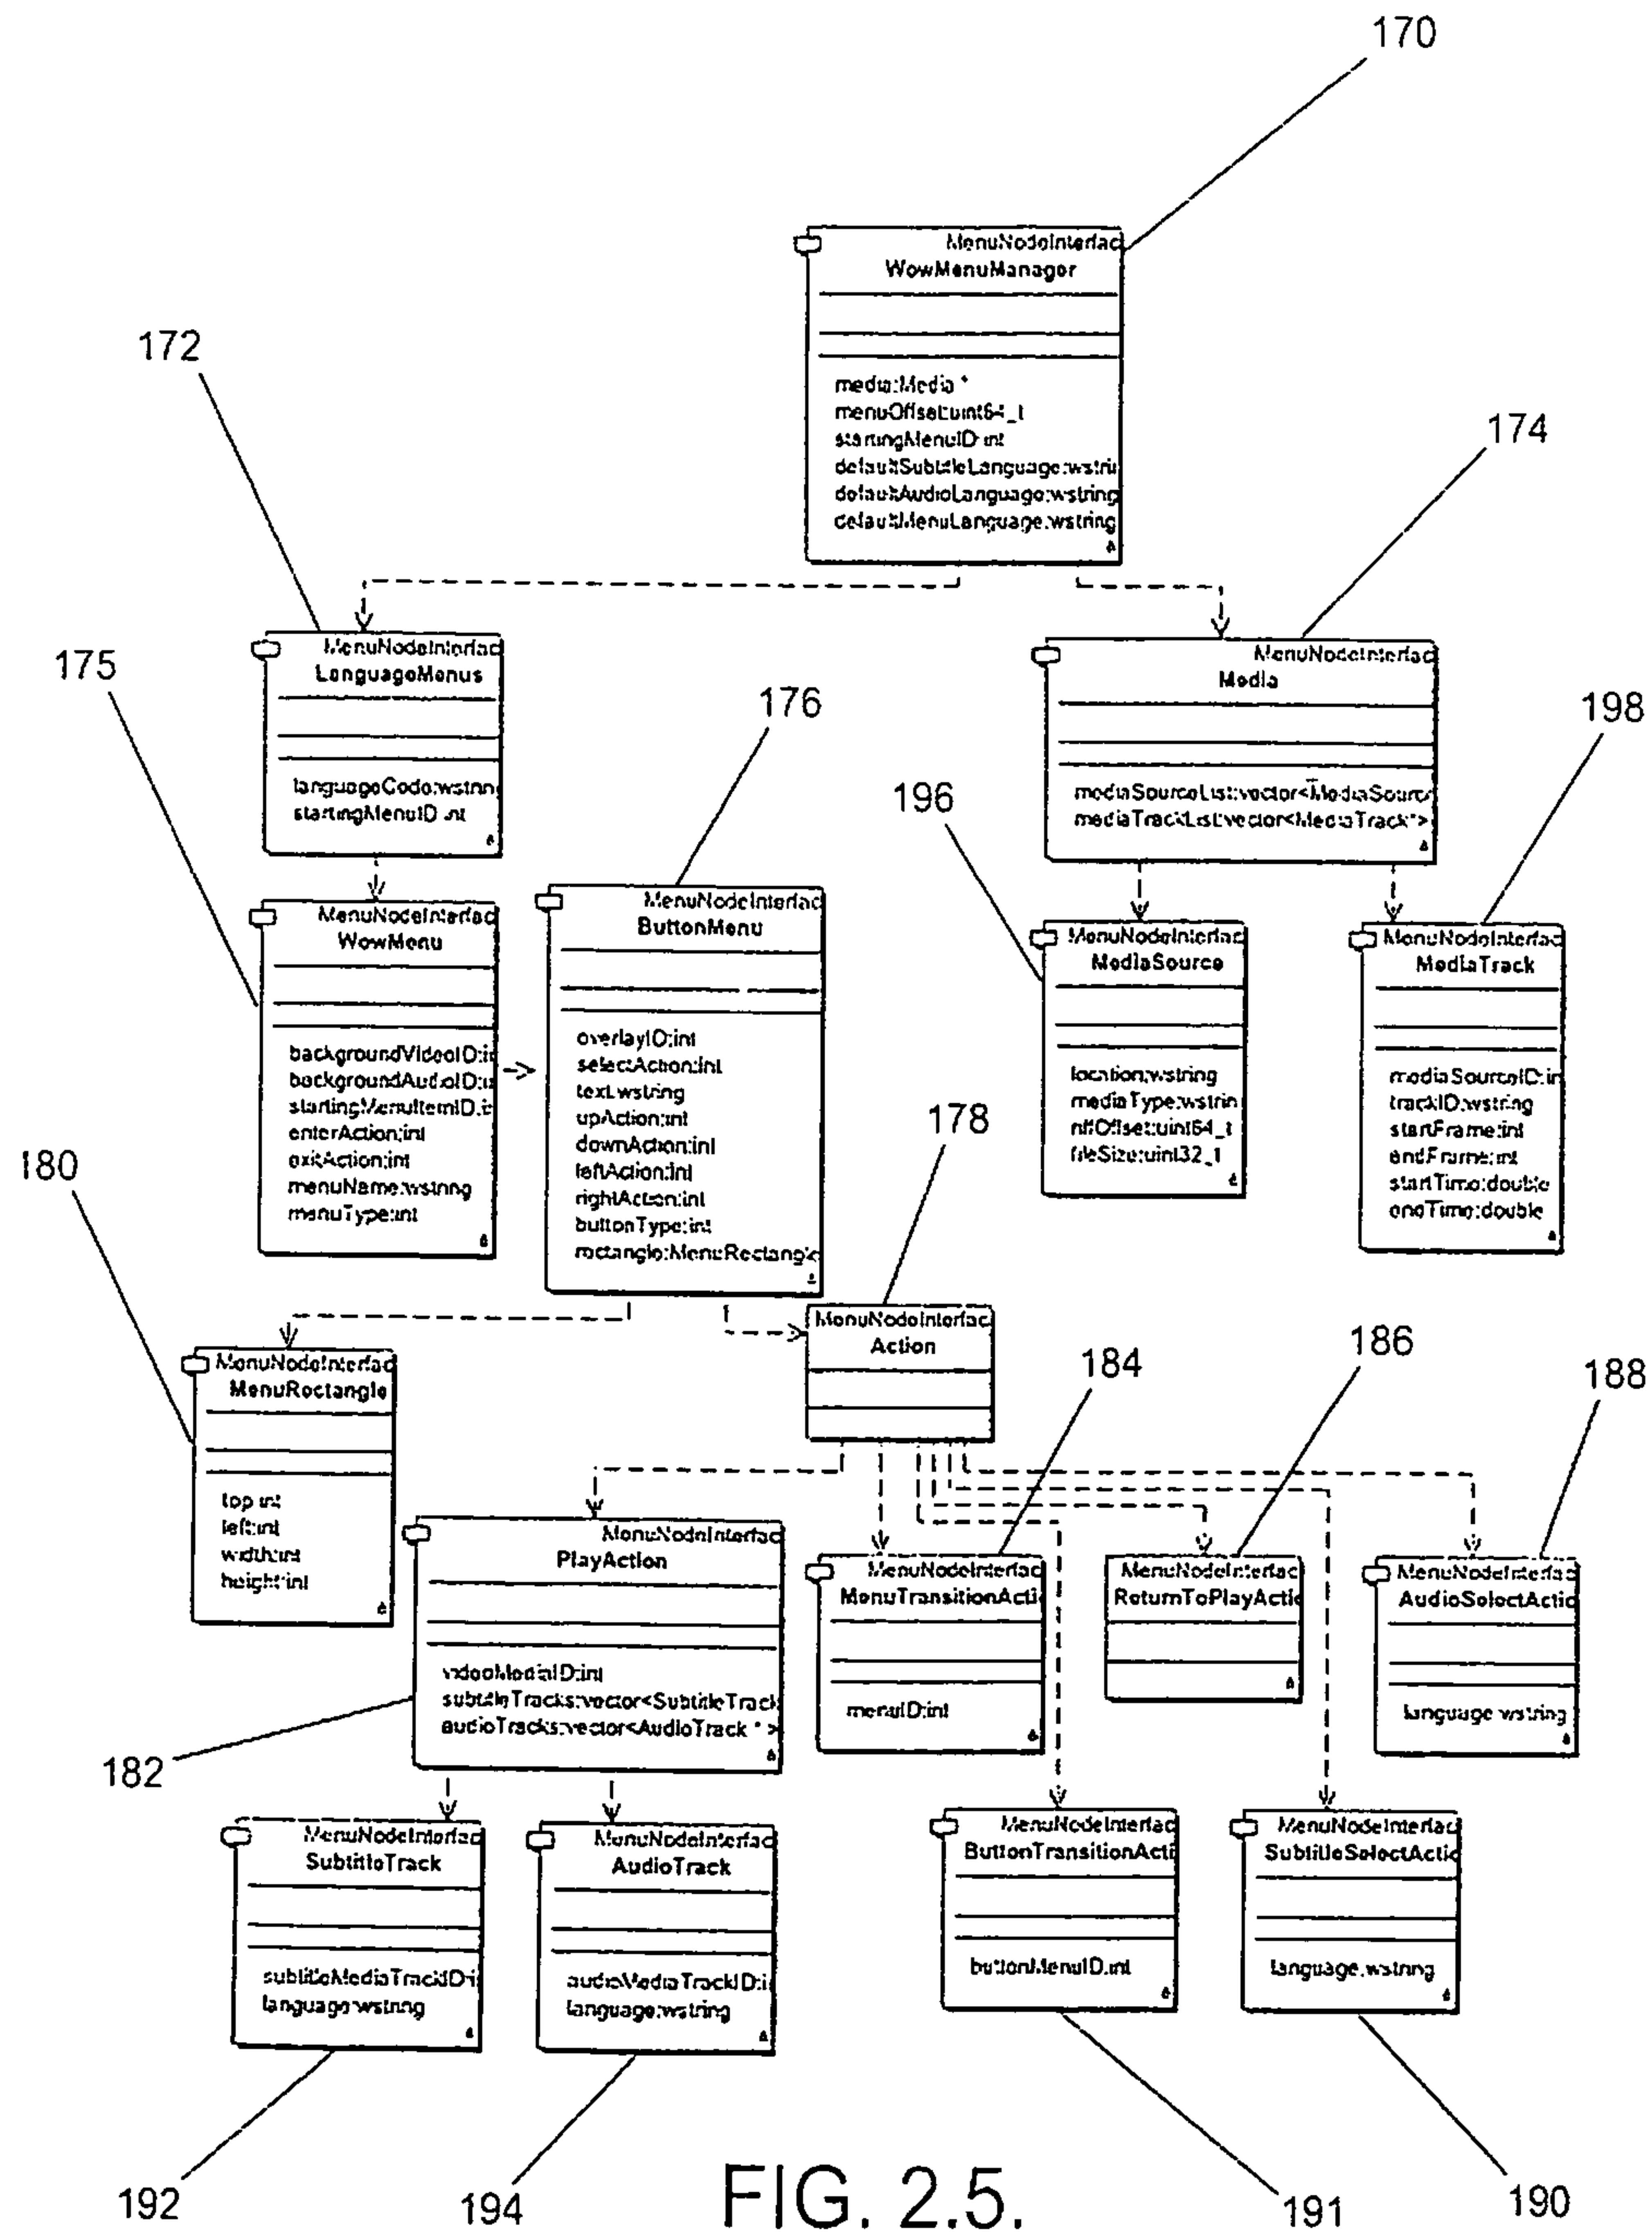 170
MenuNodeInterfac
WowMenuManager
media:Media *
menuOffset:uint64_t
startingMenuID:int
defaultSubtitleLanguage:wstrin
defaultAudioLanguage:wstring
defaultMenuLanguage:wstring
172
MenuNodeInterfac
LanguageMenus
languageCode:wstrin
startingMenuID:int
174
MenuNodeInterfac
Media
mediaSourceList:vector<MediaSource
mediaTrackList:vector<MediaTrack*>
175
MenuNodeInterfac
WowMenu
backgroundVideoID:in
backgroundAudioID:i
startingMenuItemID:i
enterAction:int
exitAction:int
menuName:wstring
menuType:int
176
MenuNodeInterfac
ButtonMenu
overlayID:int
selectAction:int
text:wstring
upAction:int
downAction:int
leftAction:int
rightAction:int
buttonType:int
rectangle:MenuRectangle
196
MenuNodeInterfac
MediaSource
location:wstring
mediaType:wstrin
riffOffset:uint64_t
fileSize:uint32_t
198
MenuNodeInterfac
MediaTrack
mediaSourceID:in
trackID:wstring
startFrame:int
endFrame:int
startTime:double
endTime:double
178
MenuNodeInterfac
Action
180
MenuNodeInterfac
MenuRectangle
top:int
left:int
width:int
height:int
182
MenuNodeInterfac
PlayAction
videoMediaID:int
subtitleTracks:vector<SubtitleTrack
audioTracks:vector<AudioTrack * >
184
MenuNodeInterfac
MenuTransitionActi
menuID:int
186
MenuNodeInterfac
ReturnToPlayActio
188
MenuNodeInterfac
AudioSelectActio
language:wstring
MenuNodeInterfac
SubtitleTrack
subtitleMediaTrackID:i
language:wstring
MenuNodeInterfac
AudioTrack
audioMediaTrackID:i
language:wstring
MenuNodeInterfac
ButtonTransitionActi
buttonMenuID:int
MenuNodeInterfac
SubtitleSelectActio
language:wstring
192
194
191
190
FIG. 2.5.